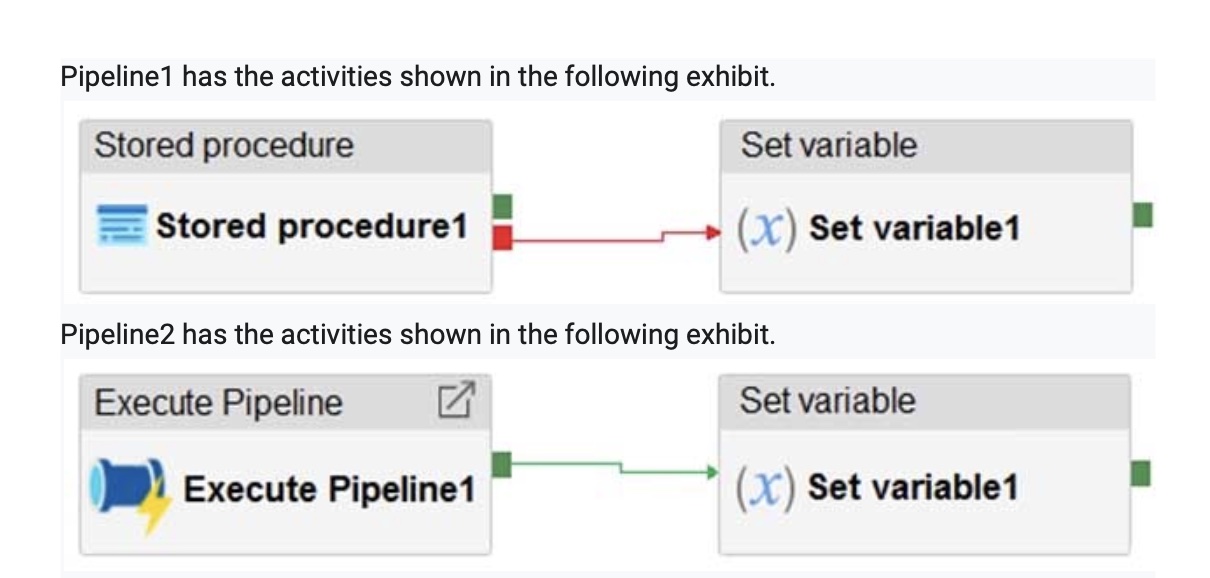 Pipeline1 has the activities shown in the following exhibit.
Stored procedure
Set variable
Stored procedure1
(x) Set variable1
Pipeline2 has the activities shown in the following exhibit.
Execute Pipeline
Set variable
Execute Pipeline1
(x) Set variable1